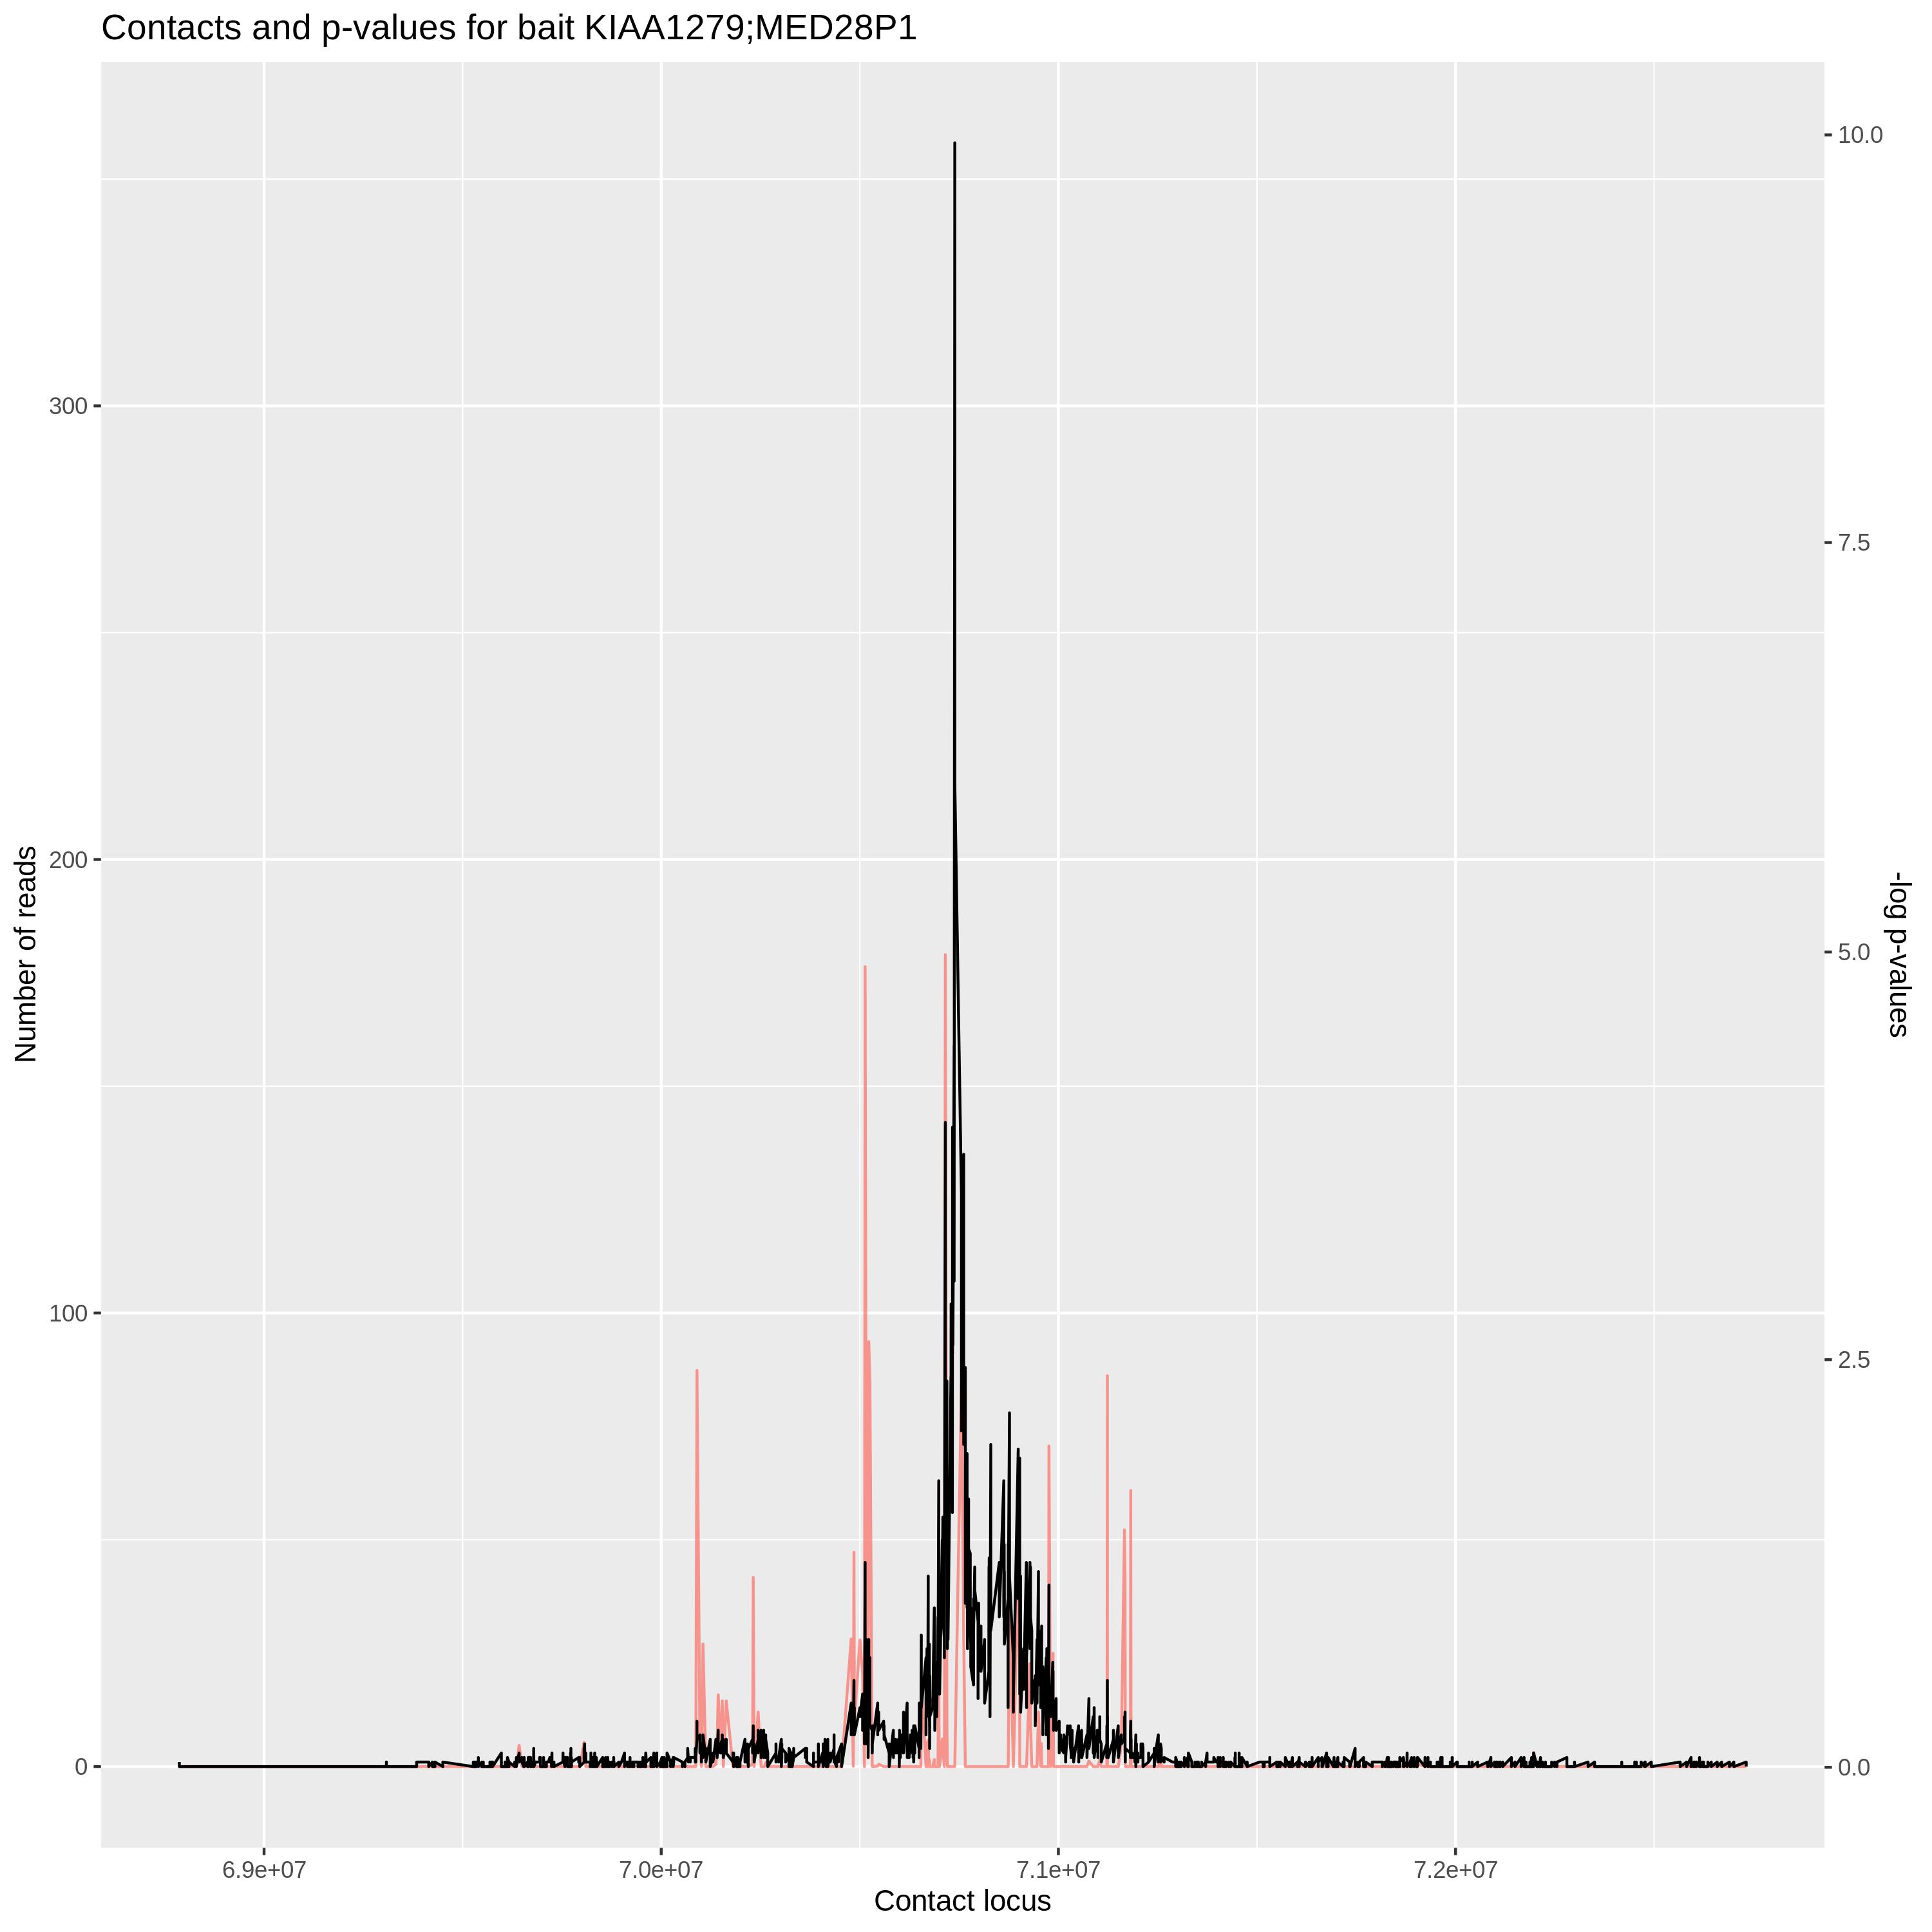 Contacts and p-values for bait KIAA1279;MED28P1
10.0
300
7.5
Number of reads
200
5.0
-log p-values
100
2.5
0
0.0
6.9e+07
7.0e+07
7.1e+07
7.2e+07
Contact locus